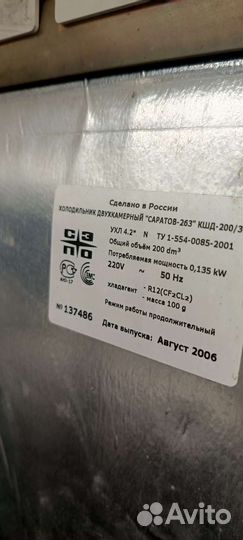 Сделано в России
ХОЛОДИЛЬНИК ДВУХКАМЕРНЫЙ "САРАТОВ-263" КШД-200/3
УХЛ 4.2* N ТУ 1-554-0085-2001
Общий объём 200 dm³
Потребляемая мощность 0,135 kW
220V ~ 50 Hz
хладагент - R12(CF₂CL₂)
- масса 100 g
Режим работы продолжительный
№ 137486
Дата выпуска: Август 2006
СЭПО
Avito